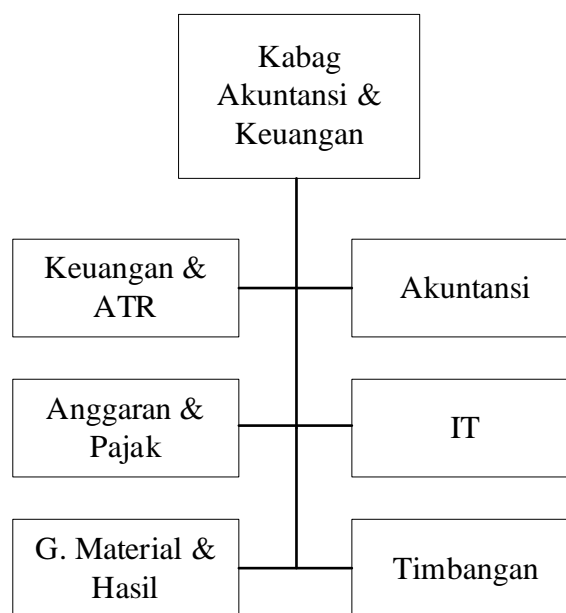 Kabag
Akuntansi &
Keuangan
Keuangan &
ATR
Akuntansi
Anggaran &
Pajak
IT
G. Material &
Hasil
Timbangan